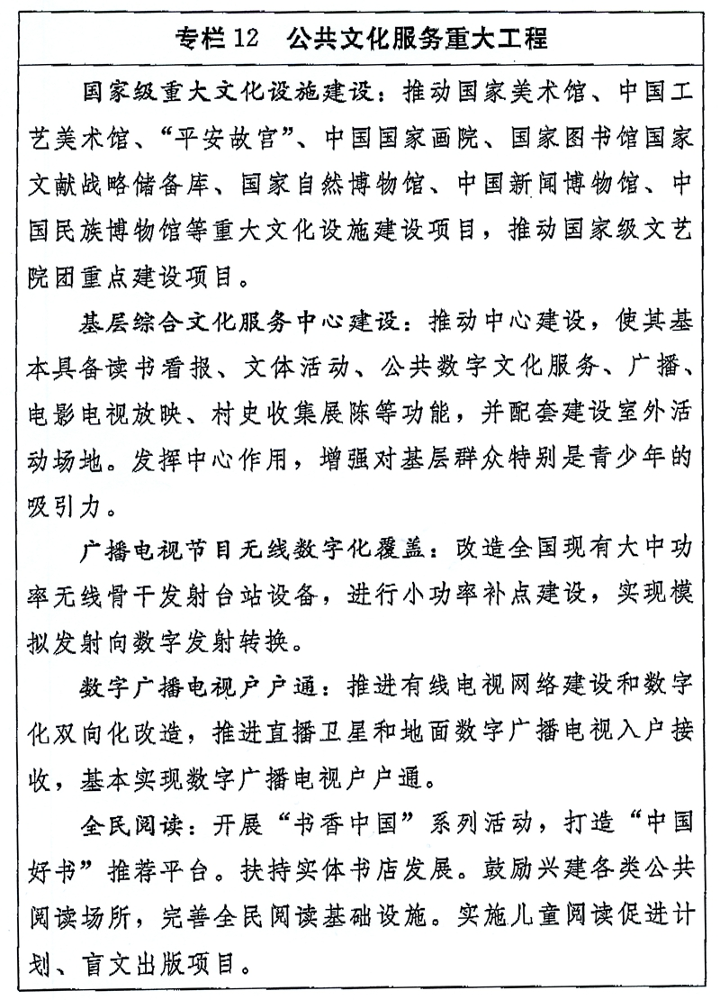 专栏12 公共文化服务重大工程
国家级重大文化设施建设：推动国家美术馆、中国工
艺美术馆、“平安故宫”、中国国家画院、国家图书馆国家
文献战略储备库、国家自然博物馆、中国新闻博物馆、中
国民族博物馆等重大文化设施建设项目，推动国家级文艺
院团重点建设项目。
基层综合文化服务中心建设：推动中心建设，使其基
本具备读书看报、文体活动、公共数字文化服务、广播、
电影电视放映、村史收集展陈等功能，并配套建设室外活
动场地。发挥中心作用，增强对基层群众特别是青少年的
吸引力。
广播电视节目无线数字化覆盖：改造全国现有大中功
率无线骨干发射台站设备，进行小功率补点建设，实现模
拟发射向数字发射转换。
数字广播电视户户通：推进有线电视网络建设和数字
化双向化改造，推进直播卫星和地面数字广播电视入户接
收，基本实现数字广播电视户户通。
全民阅读：开展“书香中国”系列活动，打造“中国
好书”推荐平台。扶持实体书店发展。鼓励兴建各类公共
阅读场所，完善全民阅读基础设施。实施儿童阅读促进计
划、盲文出版项目。